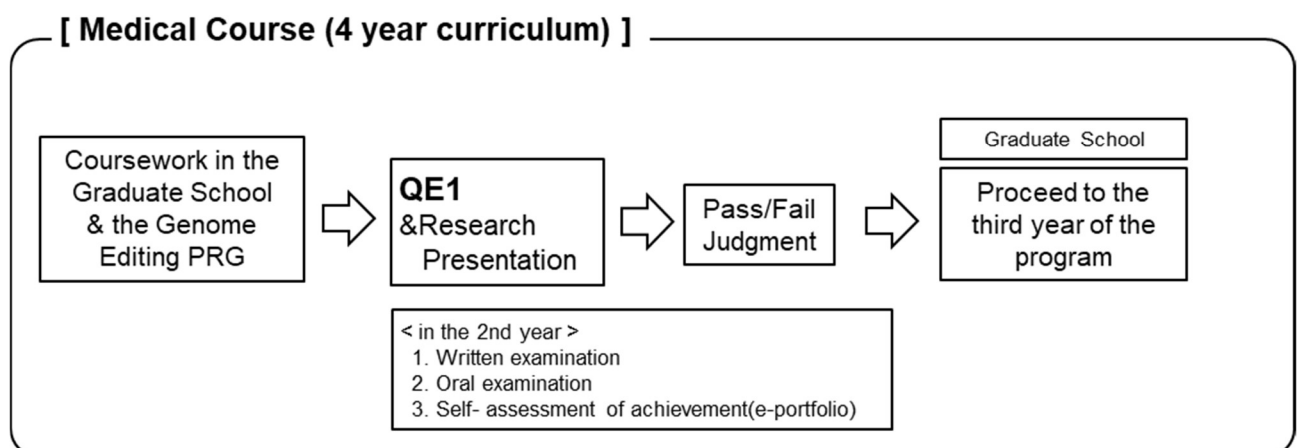 [ Medical Course (4 year curriculum) ]
Coursework in the
Graduate School
& the Genome
Editing PRG
QE1
&Research
Presentation
Pass/Fail
Judgment
Graduate School
Proceed to the
third year of the
program
< in the 2nd year >
1. Written examination
2. Oral examination
3. Self- assessment of achievement(e-portfolio)